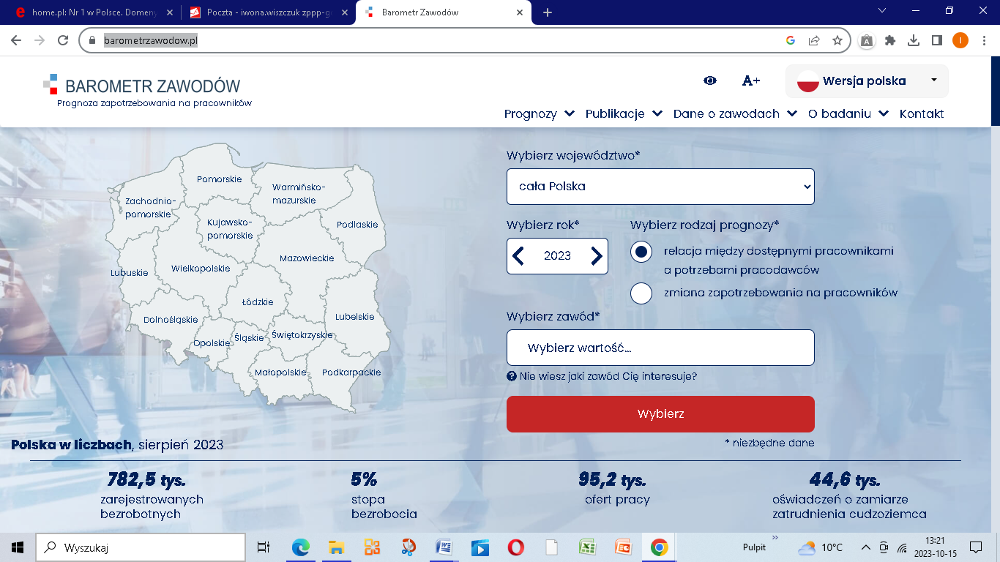 home.pl: Nr 1 w Polsce. Domeny
Poczta - iwona.wiszczuk zppp-g
Barometr Zawodów
barometrzawodow.pl
A
I
BAROMETR ZAWODÓW
Prognoza zapotrzebowania na pracowników
A+
Wersja polska
Prognozy
Publikacje
Dane o zawodach
O badaniu
Kontakt
Pomorskie
Warmińsko-
mazurskie
Zachodnio-
pomorskie
Kujawsko-
pomorskie
Podlaskie
Mazowieckie
Lubuskie
Wielkopolskie
Łódzkie
Dolnośląskie
Lubelskie
Opolskie
Śląskie
Świętokrzyskie
Małopolskie
Podkarpackie
Wybierz województwo*
cała Polska
Wybierz rok*
2023
Wybierz rodzaj prognozy*
relacja między dostępnymi pracownikami
a potrzebami pracodawców
zmiana zapotrzebowania na pracowników
Wybierz zawód*
Wybierz wartość...
Nie wiesz jaki zawód Cię interesuje?
Wybierz
* niezbędne dane
Polska w liczbach, sierpień 2023
782,5 tys.
zarejestrowanych
bezrobotnych
5%
stopa
bezrobocia
95,2 tys.
ofert pracy
44,6 tys.
oświadczeń o zamiarze
zatrudnienia cudzoziemca
Wyszukaj
Pulpit
10°C
13:21
2023-10-15